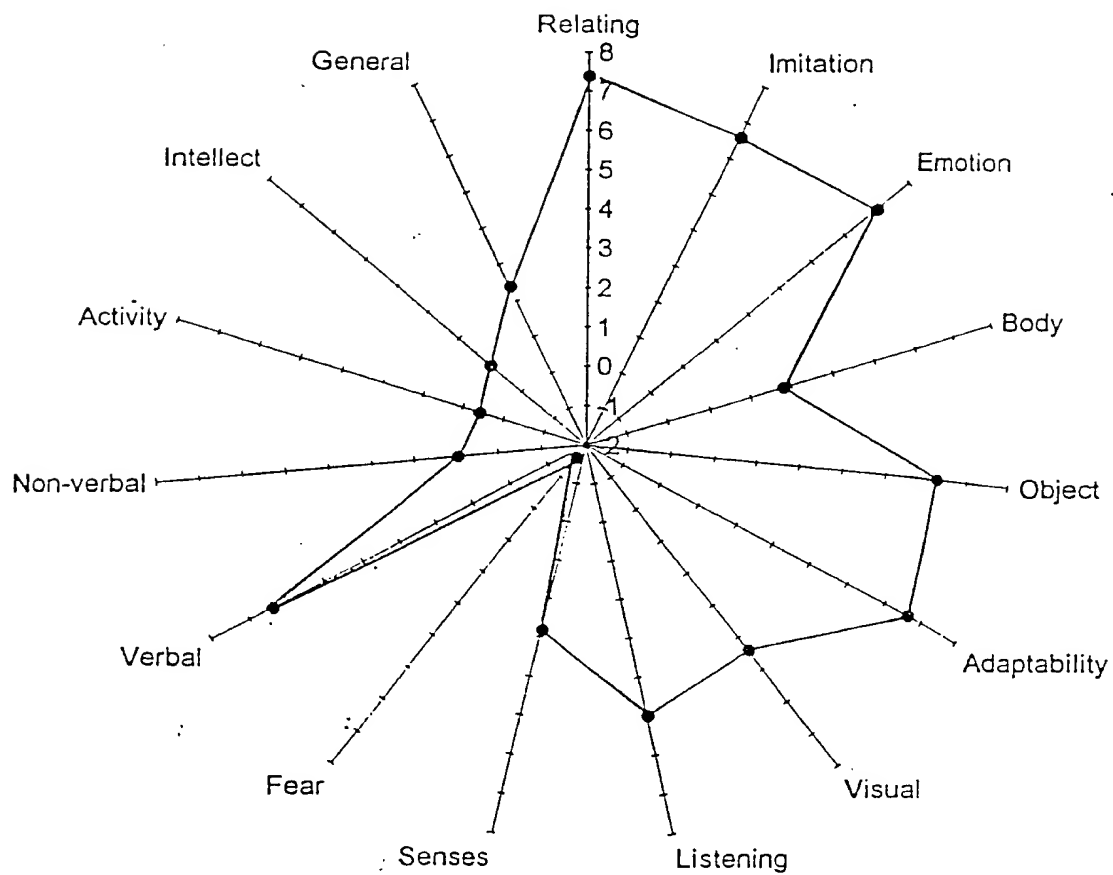 Relating
General
Imitation
Intellect
Emotion
Activity
Body
Non-verbal
Object
Verbal
Adaptability
Fear
Visual
Senses
Listening
8
7
6
5
4
3
2
1
0
-1
-2